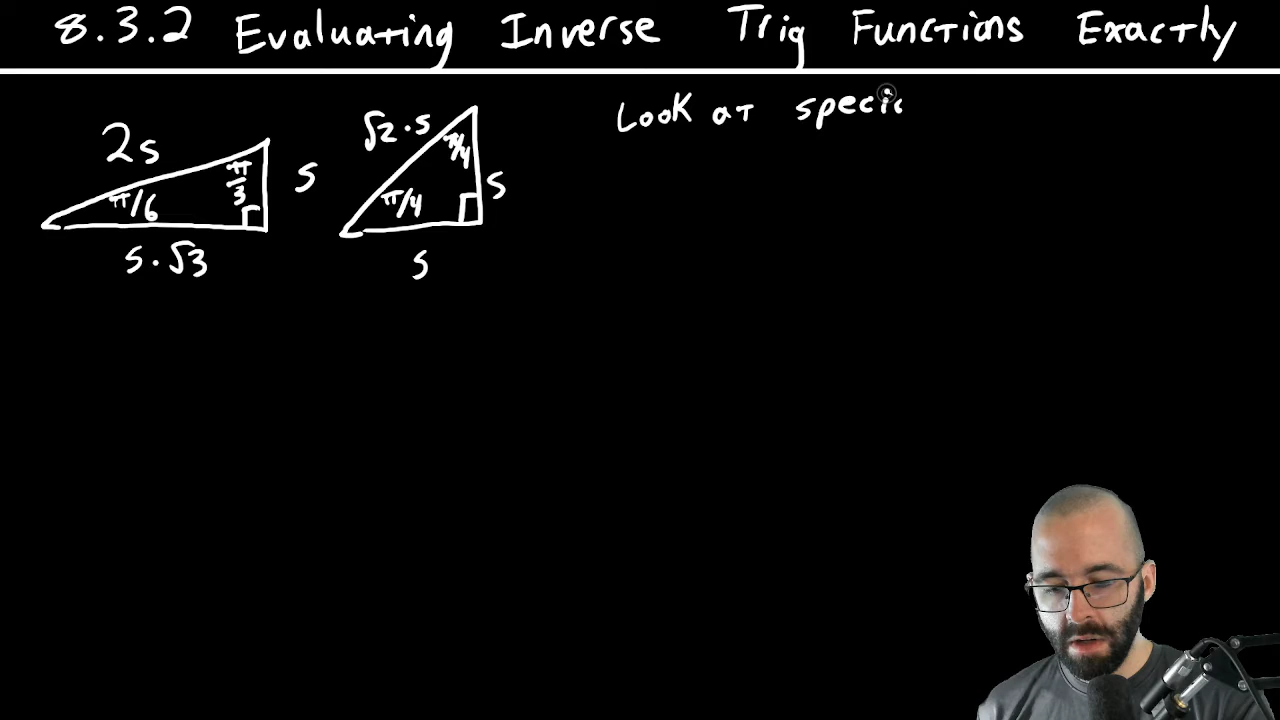 8.3.2 Evaluating Inverse Trig Functions Exactly
Look at speci
2s
π/6
π/3
s
s·√3
√2·s
π/4
π/4
s
s